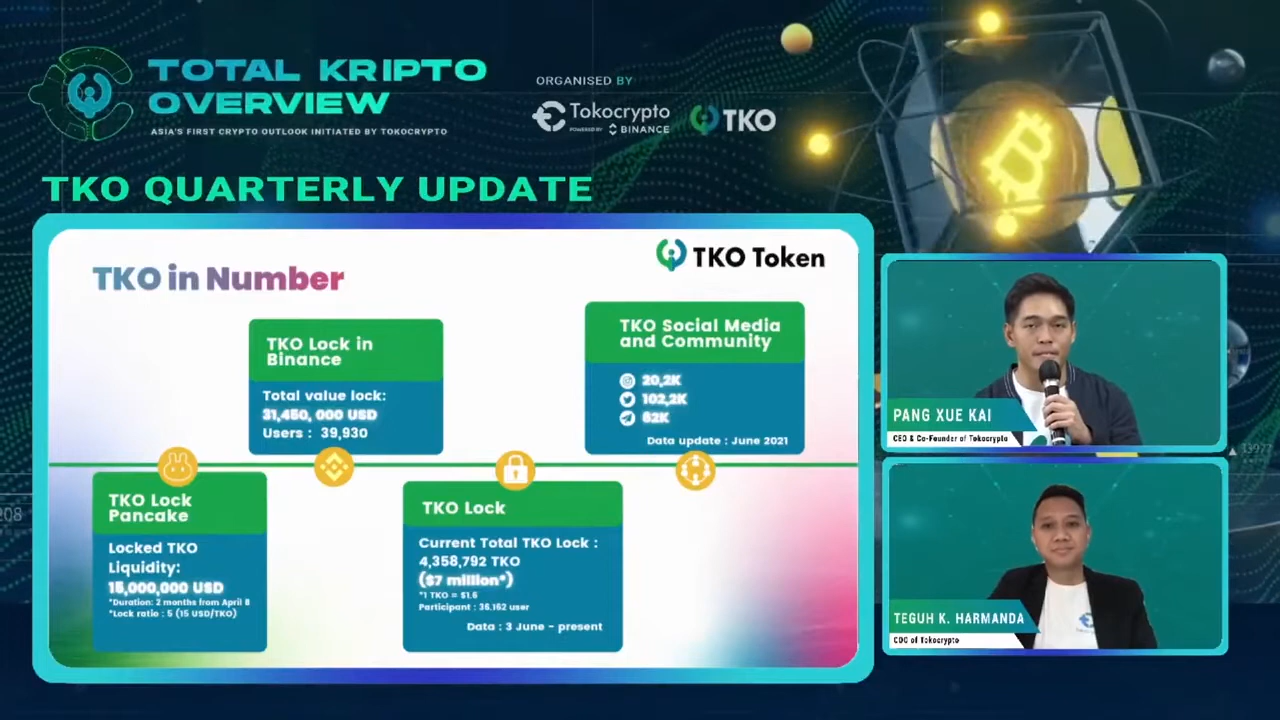 TOTAL KRIPTO
OVERVIEW
ASIA'S FIRST CRYPTO OUTLOOK INITIATED BY TOKOCRYPTO
ORGANISED BY
Tokocrypto
POWERED BY BINANCE
TKO
TKO QUARTERLY UPDATE
TKO in Number
TKO Token
TKO Lock in
Binance
Total value lock:
31,450, 000 USD
Users : 39,930
TKO Social Media
and Community
20,2K
102,2K
62K
Data update : June 2021
TKO Lock
Pancake
Locked TKO
Liquidity:
15,000,000 USD
*Duration: 2 months from April 8
*Lock ratio : 5 (15 USD/TKO)
TKO Lock
Current Total TKO Lock :
4,358,792 TKO
($7 million*)
*1 TKO = $1.6
Participant : 36,162 user
Data : 3 June - present
PANG XUE KAI
CEO & Co-Founder of Tokocrypto
TEGUH K. HARMANDA
COO of Tokocrypto